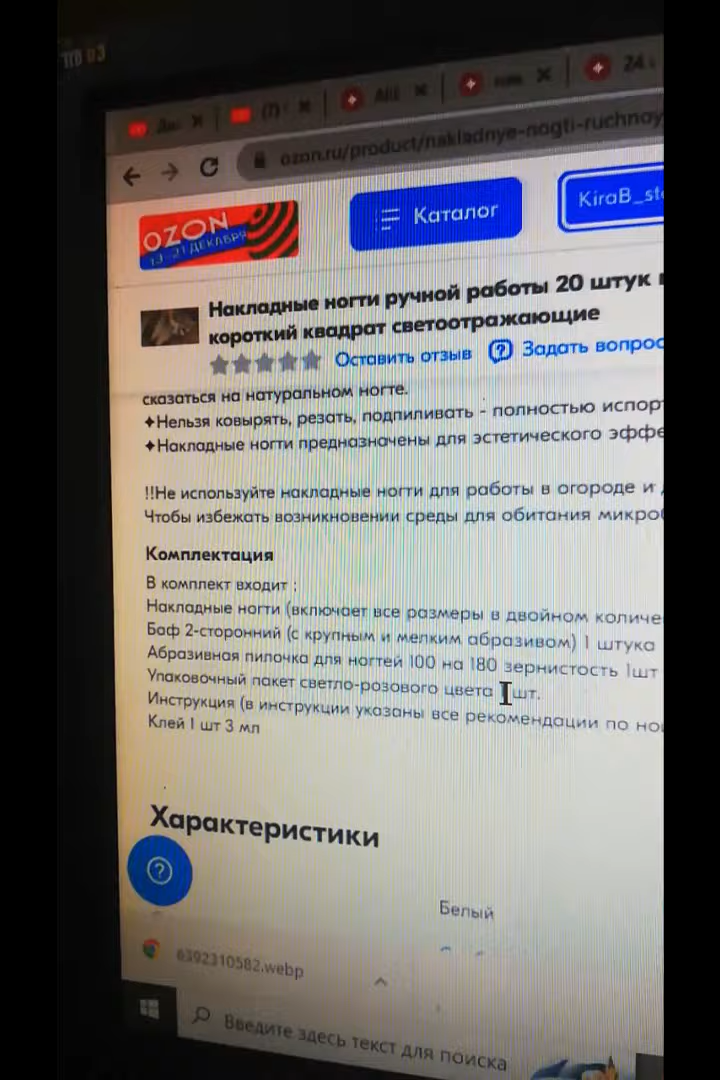 ozon.ru/product/nakladnye-nogti-ruchnoy
OZON
13-21 ДЕКАБРЯ
Каталог
KiraB_st
Накладные ногти ручной работы 20 штук
короткий квадрат светоотражающие
Оставить отзыв
Задать вопрос
сказаться на натуральном ногте.
✦Нельзя ковырять, резать, подпиливать - полностью испорт
✦Накладные ногти предназначены для эстетического эффе
!!Не используйте накладные ногти для работы в огороде и
Чтобы избежать возникновении среды для обитания микроб
Комплектация
В комплект входит :
Накладные ногти (включает все размеры в двойном количе
Баф 2-сторонний (с крупным и мелким абразивом) 1 штука
Абразивная пилочка для ногтей 100 на 180 зернистость 1шт
Упаковочный пакет светло-розового цвета 1шт.
Инструкция (в инструкции указаны все рекомендации по но
Клей 1 шт 3 мл
Характеристики
Белый
6392310582.webp
Введите здесь текст для поиска